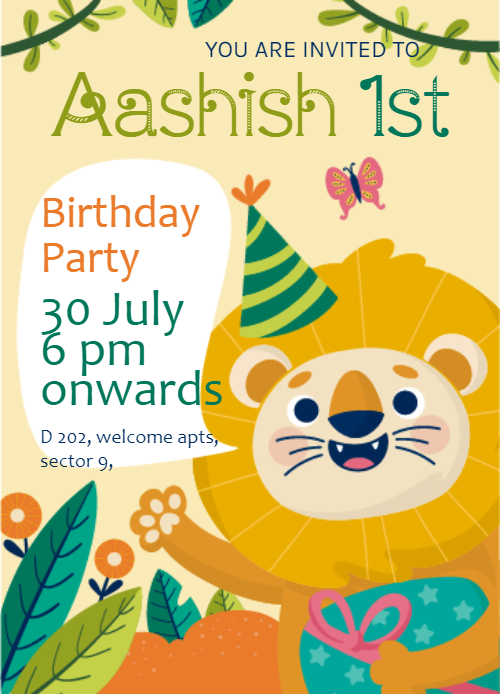 YOU ARE INVITED TO
Aashish 1st
Birthday
Party
30 July
6 pm
onwards
D 202, welcome apts,
sector 9,